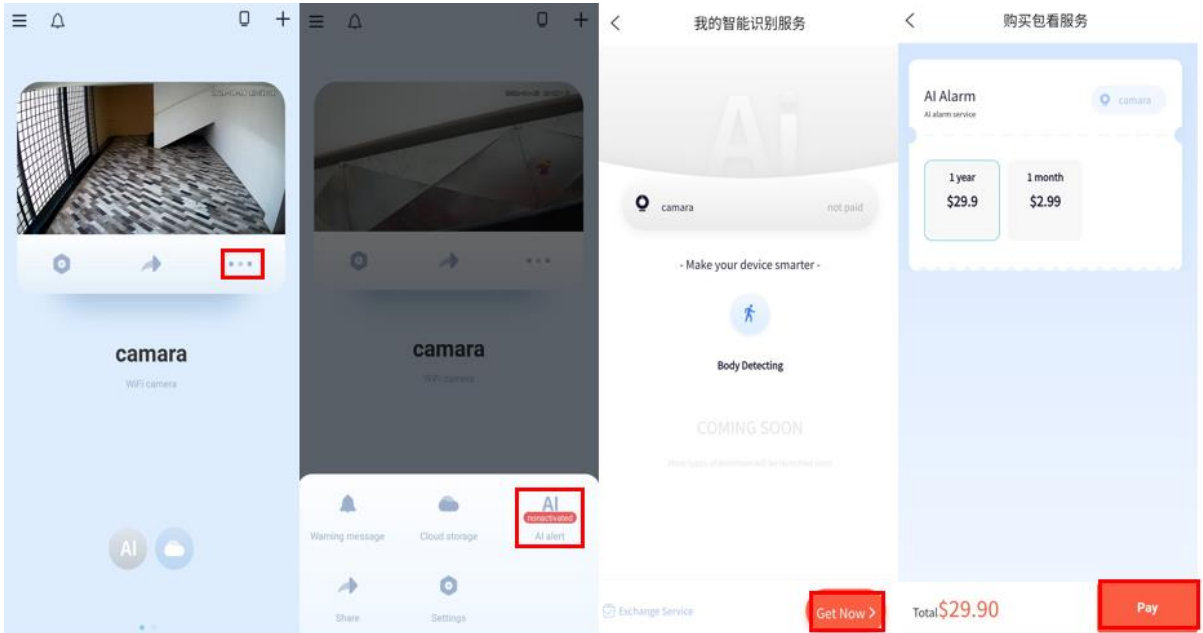 camara
WiFi camera
AI
camara
WiFi camera
Warning message
Cloud storage
AI
nonactivated
AI alert
Share
Settings
我的智能识别服务
Ai
camara
not paid
- Make your device smarter -
Body Detecting
COMING SOON
Exchange Service
Get Now >
购买包看服务
AI Alarm
AI alarm service
camara
1 year
$29.9
1 month
$2.99
Total $29.90
Pay